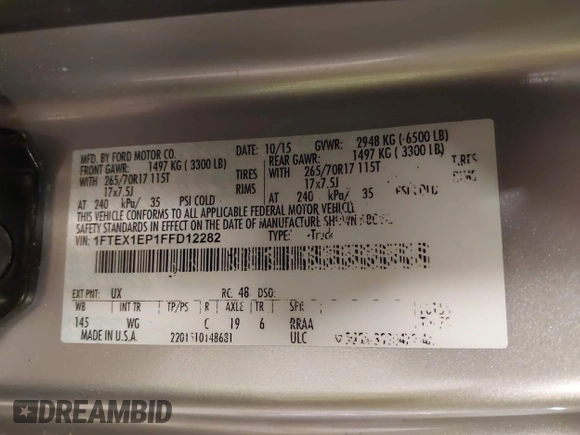 MFD. BY FORD MOTOR CO.
DATE: 10/15
GVWR: 2948 KG (-6500 LB)
FRONT GAWR: 1497 KG ( 3300 LB)
REAR GAWR: 1497 KG ( 3300 LB)
WITH 265/70R17 115T TIRES WITH 265/70R17 115T
17x7.5J RIMS 17x7.5J
AT 240 kPa/ 35 PSI COLD AT 240 kPa/ 35
THIS VEHICLE CONFORMS TO ALL APPLICABLE FEDERAL MOTOR VEHICLE
SAFETY STANDARDS IN EFFECT ON THE DATE OF MANUFACTURE SHOWN
VIN: 1FTEX1EP1FFD12282
TYPE: -Truck
EXT PNT: UX RC: 48 DSO:
WB INT TR TP/PS R AXLE TR SPR
145 WG C 19 6 RRAA
MADE IN U.S.A. ULC
DREAMBID